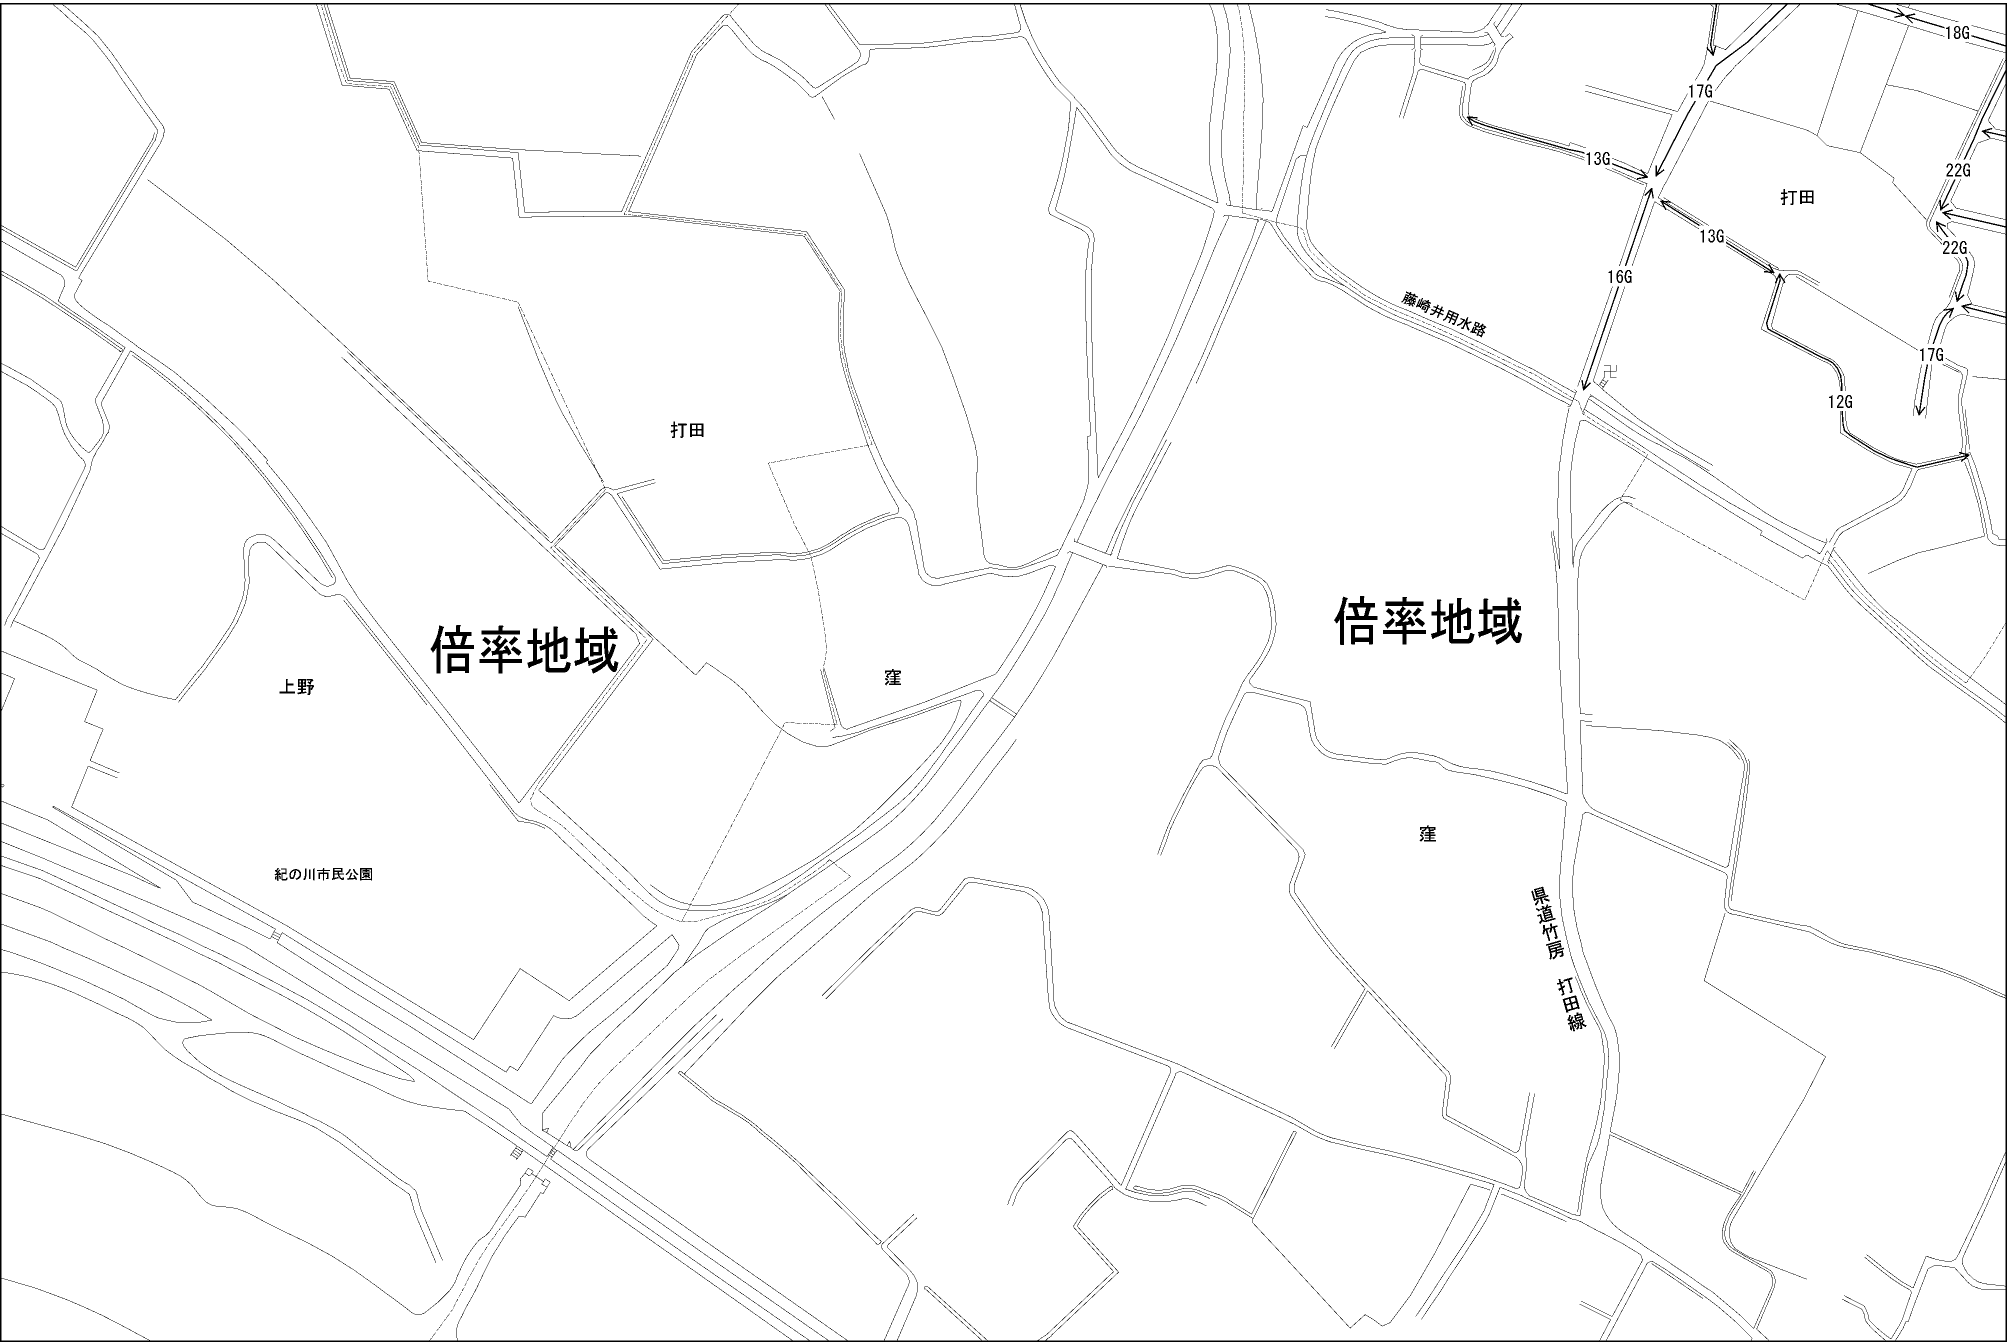 18G
17G
13G
22G
打田
13G
22G
16G
藤崎井用水路
卍
17G
12G
打田
倍率地域
倍率地域
窪
上野
窪
紀の川市民公園
県道竹房　打田線